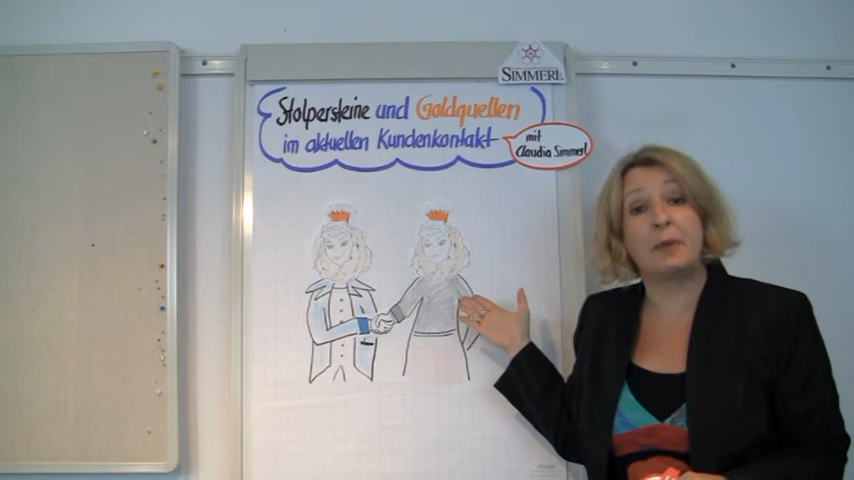 SIMMERL
Stolpersteine und Goldquellen
im aktuellen Kundenkontakt
mit
Claudia Simmerl